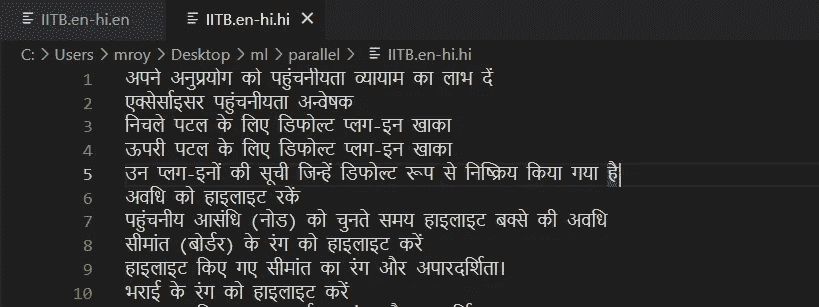 IITB.en-hi.en IITB.en-hi.hi
C: > Users > mroy > Desktop > ml > parallel > IITB.en-hi.hi
1 अपने अनुप्रयोग को पहुंचनीयता व्यायाम का लाभ दें
2 एक्सेर्साइसर पहुंचनीयता अन्वेषक
3 निचले पटल के लिए डिफोल्ट प्लग-इन खाका
4 ऊपरी पटल के लिए डिफोल्ट प्लग-इन खाका
5 उन प्लग-इनों की सूची जिन्हें डिफोल्ट रूप से निष्क्रिय किया गया है
6 अवधि को हाइलाइट रकें
7 पहुंचनीय आसंधि (नोड) को चुनते समय हाइलाइट बक्से की अवधि
8 सीमांत (बोर्डर) के रंग को हाइलाइट करें
9 हाइलाइट किए गए सीमांत का रंग और अपारदर्शिता।
10 भराई के रंग को हाइलाइट करें